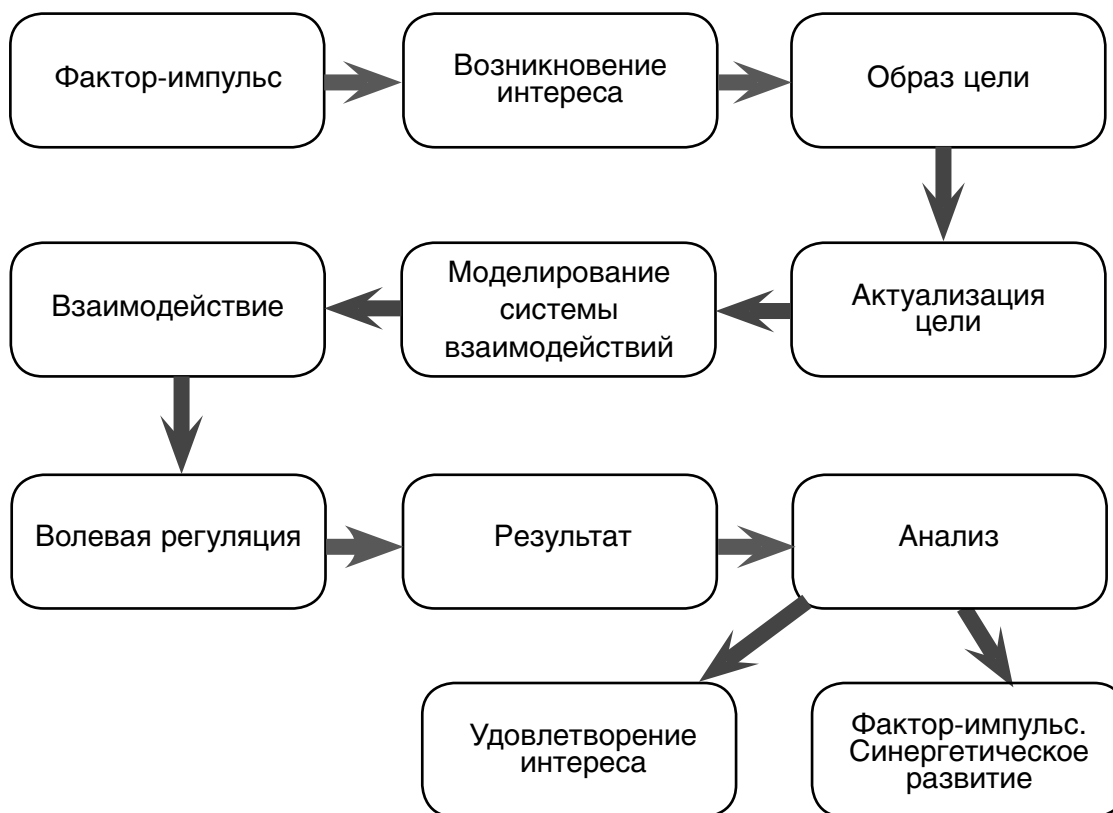 Фактор-импульс
Возникновение
интереса
Образ цели
Взаимодействие
Моделирование
системы
взаимодействий
Актуализация
цели
Волевая регуляция
Результат
Анализ
Удовлетворение
интереса
Фактор-импульс.
Синергетическое
развитие